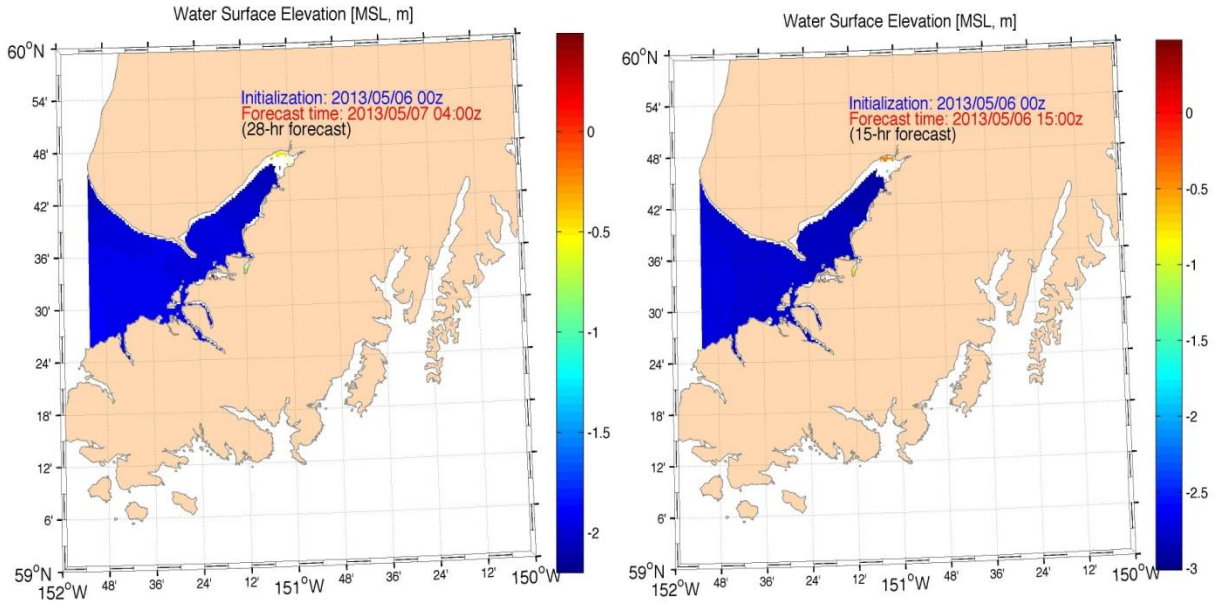 Water Surface Elevation [MSL, m]
60°N
54'
48'
42'
36'
30'
24'
18'
12'
6'
59°N
152°W
48'
36'
24'
12'
151°W
48'
36'
24'
12'
150°W
Initialization: 2013/05/06 00z
Forecast time: 2013/05/07 04:00z
(28-hr forecast)
0
-0.5
-1
-1.5
-2
Water Surface Elevation [MSL, m]
60°N
54'
48'
42'
36'
30'
24'
18'
12'
6'
59°N
152°W
48'
36'
24'
12'
151°W
48'
36'
24'
12'
150°W
Initialization: 2013/05/06 00z
Forecast time: 2013/05/06 15:00z
(15-hr forecast)
0
-0.5
-1
-1.5
-2
-2.5
-3